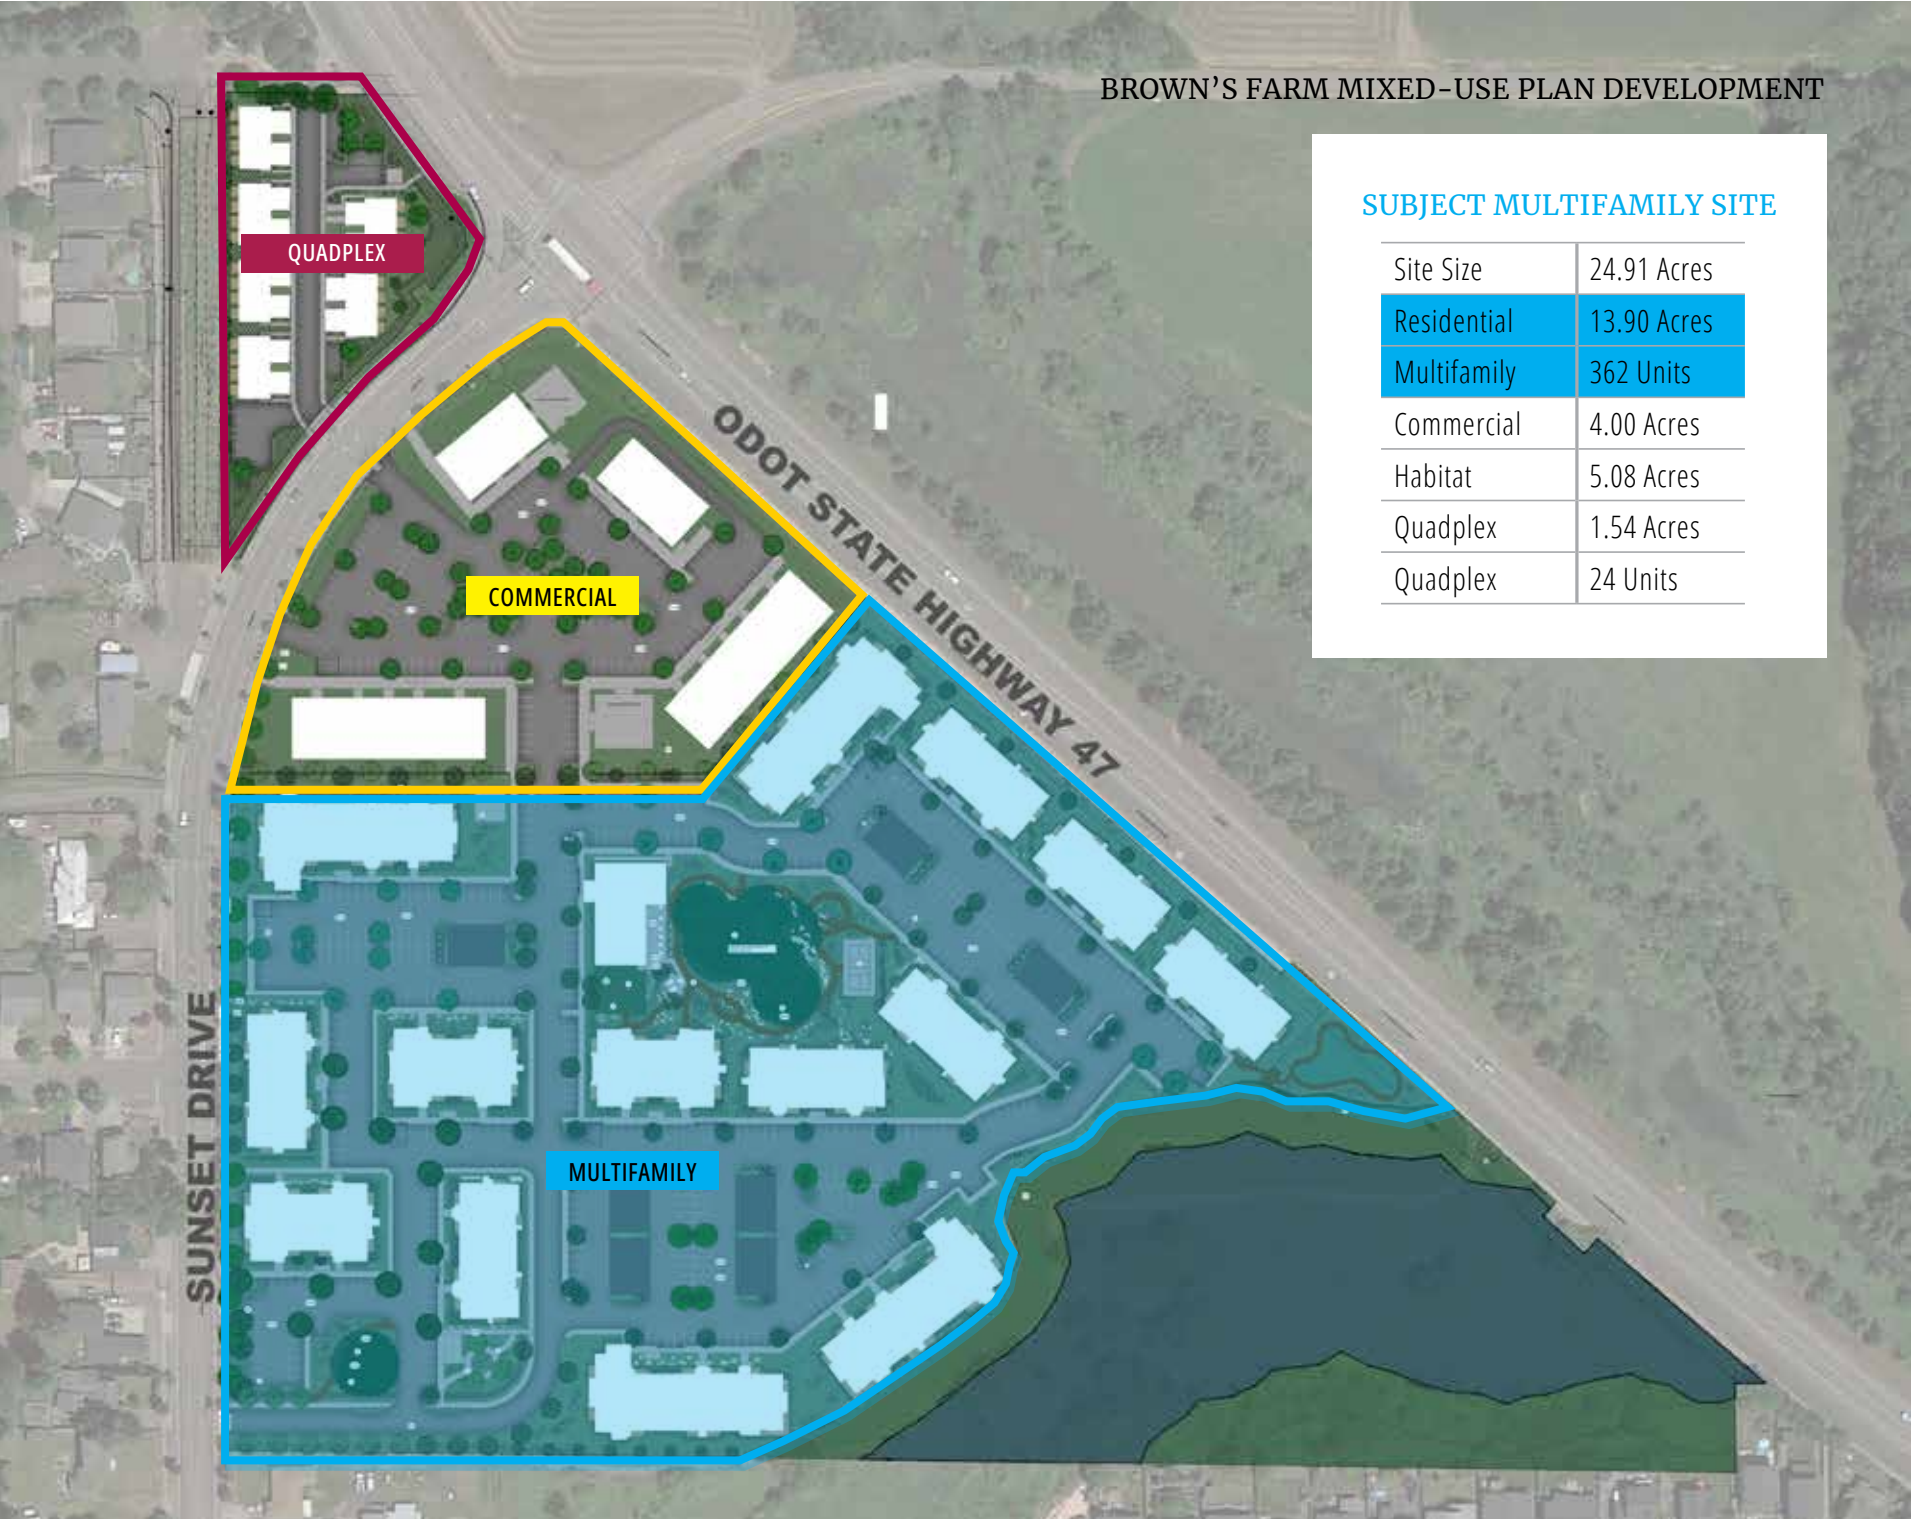 BROWN'S FARM MIXED-USE PLAN DEVELOPMENT
SUBJECT MULTIFAMILY SITE
Site Size 24.91 Acres
Residential 13.90 Acres
Multifamily 362 Units
Commercial 4.00 Acres
Habitat 5.08 Acres
Quadplex 1.54 Acres
Quadplex 24 Units
QUADPLEX
COMMERCIAL
ODOT STATE HIGHWAY 47
SUNSET DRIVE
MULTIFAMILY